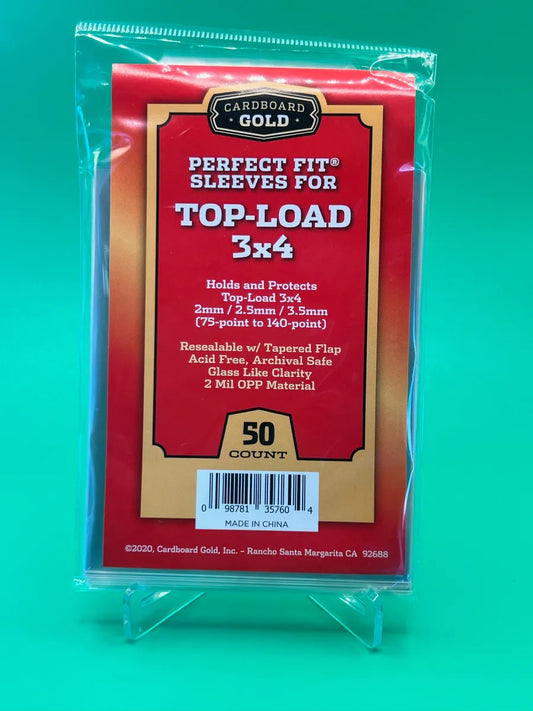 CARDBOARD
GOLD
PERFECT FIT®
SLEEVES FOR
TOP-LOAD
3x4
Holds and Protects
Top-Load 3x4
2mm / 2.5mm / 3.5mm
(75-point to 140-point)
Resealable w/ Tapered Flap
Acid Free, Archival Safe
Glass Like Clarity
2 Mil OPP Material
50
COUNT
0 98781 35760 4
MADE IN CHINA
©2020, Cardboard Gold, Inc. – Rancho Santa Margarita CA 92688